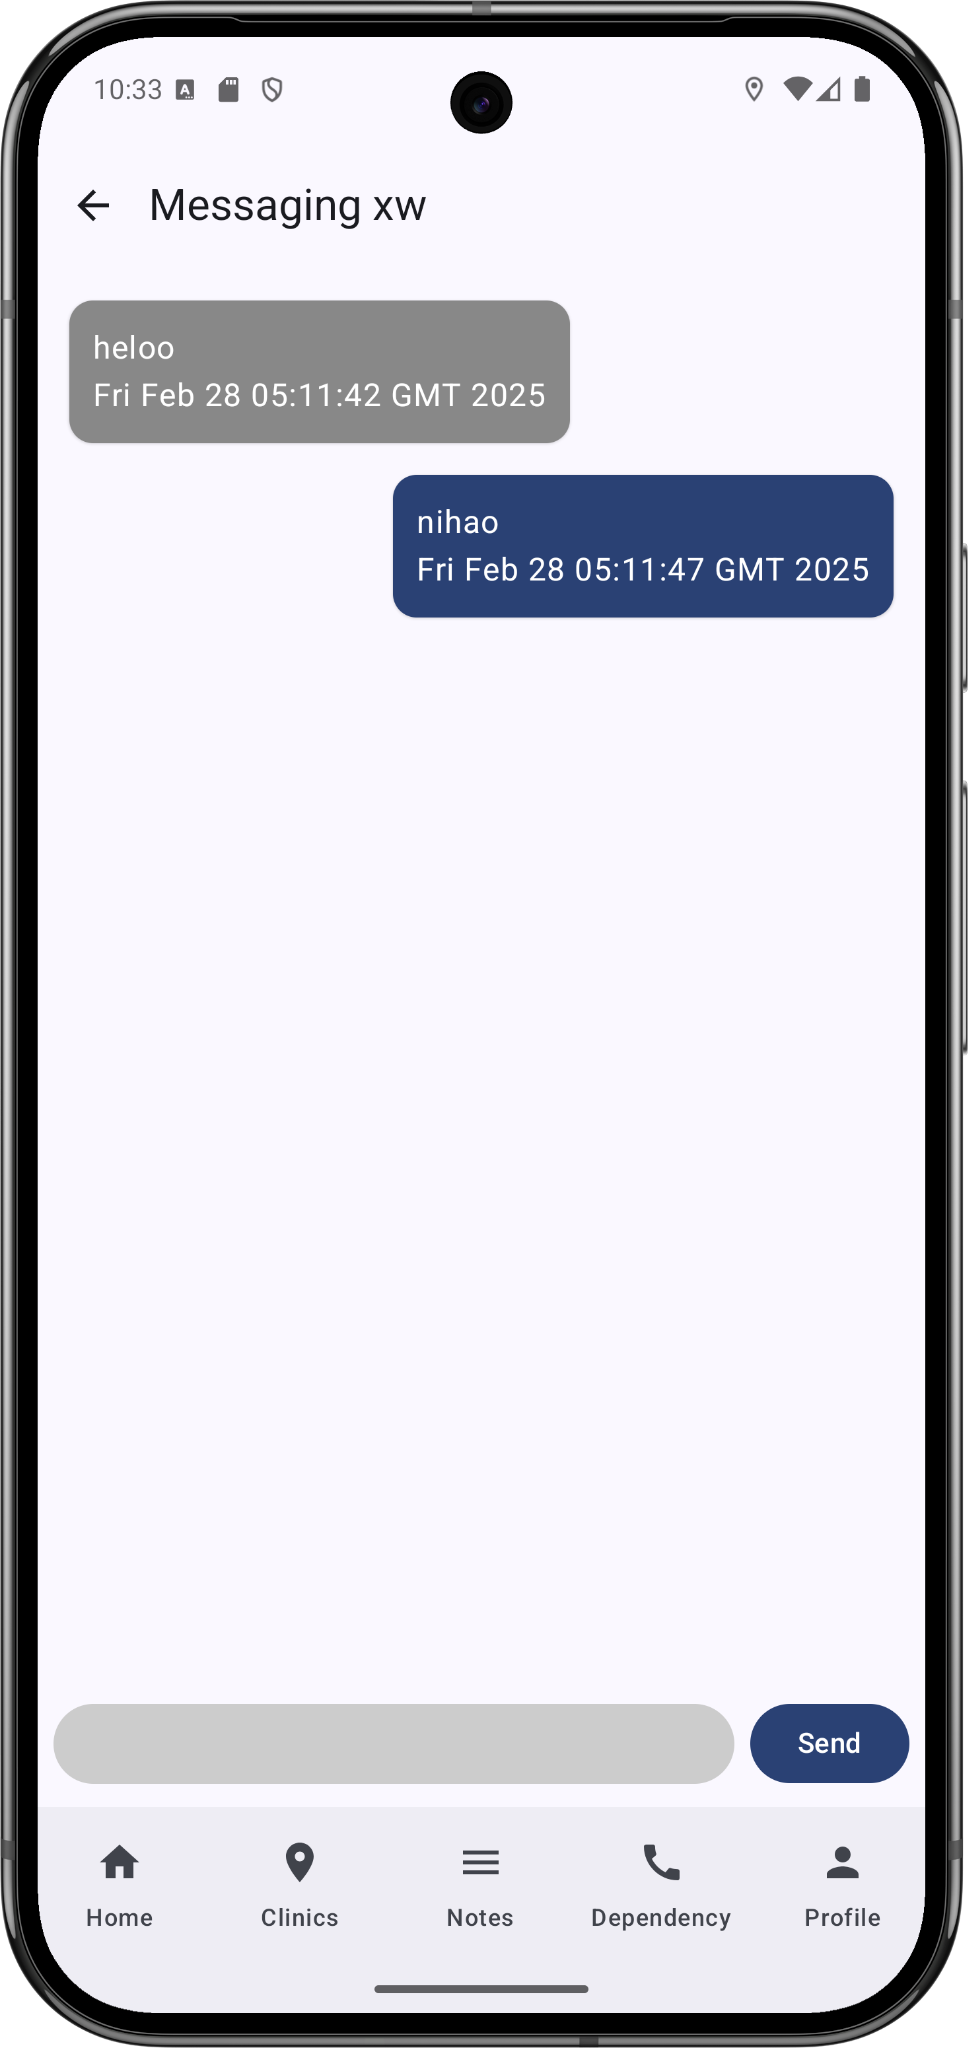 10:33
Messaging xw
heloo
Fri Feb 28 05:11:42 GMT 2025
nihao
Fri Feb 28 05:11:47 GMT 2025
Send
Home Clinics Notes Dependency Profile